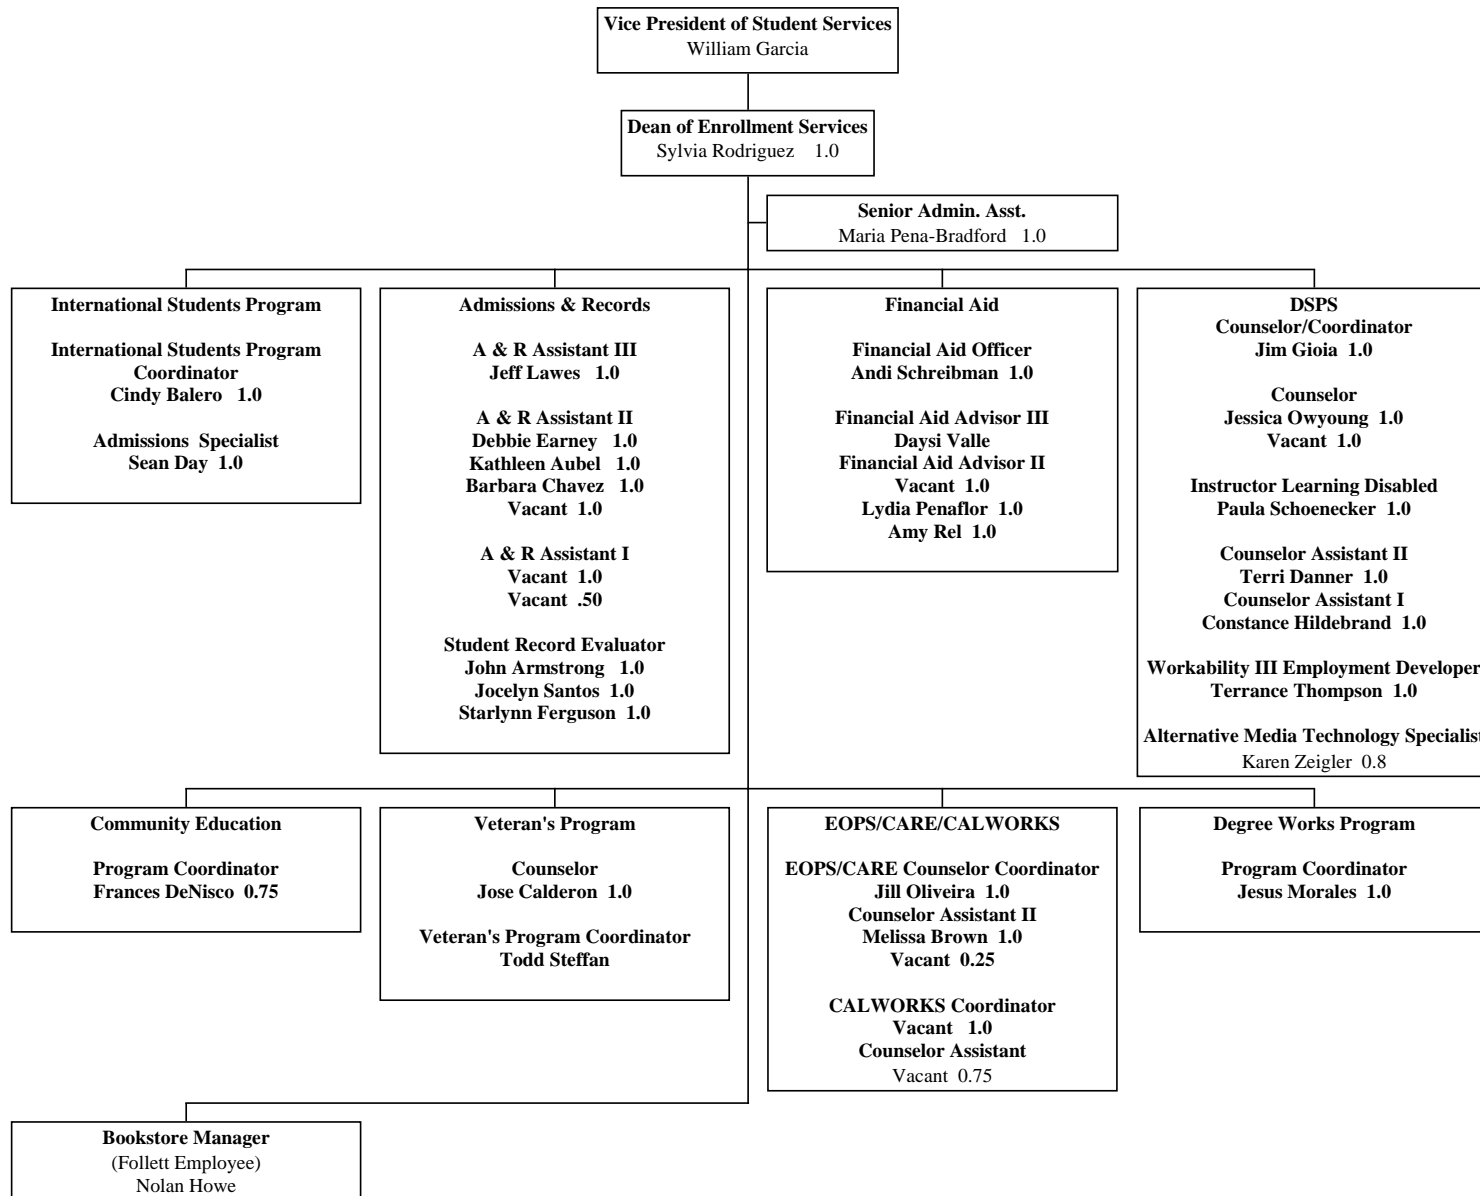 Vice President of Student Services
William Garcia
Dean of Enrollment Services
Sylvia Rodriguez 1.0
Senior Admin. Asst.
Maria Pena-Bradford 1.0
International Students Program
International Students Program
Coordinator
Cindy Balero 1.0
Admissions Specialist
Sean Day 1.0
Admissions & Records
A & R Assistant III
Jeff Lawes 1.0
A & R Assistant II
Debbie Earney 1.0
Kathleen Aubel 1.0
Barbara Chavez 1.0
Vacant 1.0
A & R Assistant I
Vacant 1.0
Vacant .50
Student Record Evaluator
John Armstrong 1.0
Jocelyn Santos 1.0
Starlynn Ferguson 1.0
Financial Aid
Financial Aid Officer
Andi Schreibman 1.0
Financial Aid Advisor III
Daysi Valle
Financial Aid Advisor II
Vacant 1.0
Lydia Penaflor 1.0
Amy Rel 1.0
DSPS
Counselor/Coordinator
Jim Gioia 1.0
Counselor
Jessica Owyoung 1.0
Vacant 1.0
Instructor Learning Disabled
Paula Schoenecker 1.0
Counselor Assistant II
Terri Danner 1.0
Counselor Assistant I
Constance Hildebrand 1.0
Workability III Employment Developer
Terrance Thompson 1.0
Alternative Media Technology Specialist
Karen Zeigler 0.8
Community Education
Program Coordinator
Frances DeNisco 0.75
Veteran's Program
Counselor
Jose Calderon 1.0
Veteran's Program Coordinator
Todd Steffan
EOPS/CARE/CALWORKS
EOPS/CARE Counselor Coordinator
Jill Oliveira 1.0
Counselor Assistant II
Melissa Brown 1.0
Vacant 0.25
CALWORKS Coordinator
Vacant 1.0
Counselor Assistant
Vacant 0.75
Degree Works Program
Program Coordinator
Jesus Morales 1.0
Bookstore Manager
(Follett Employee)
Nolan Howe